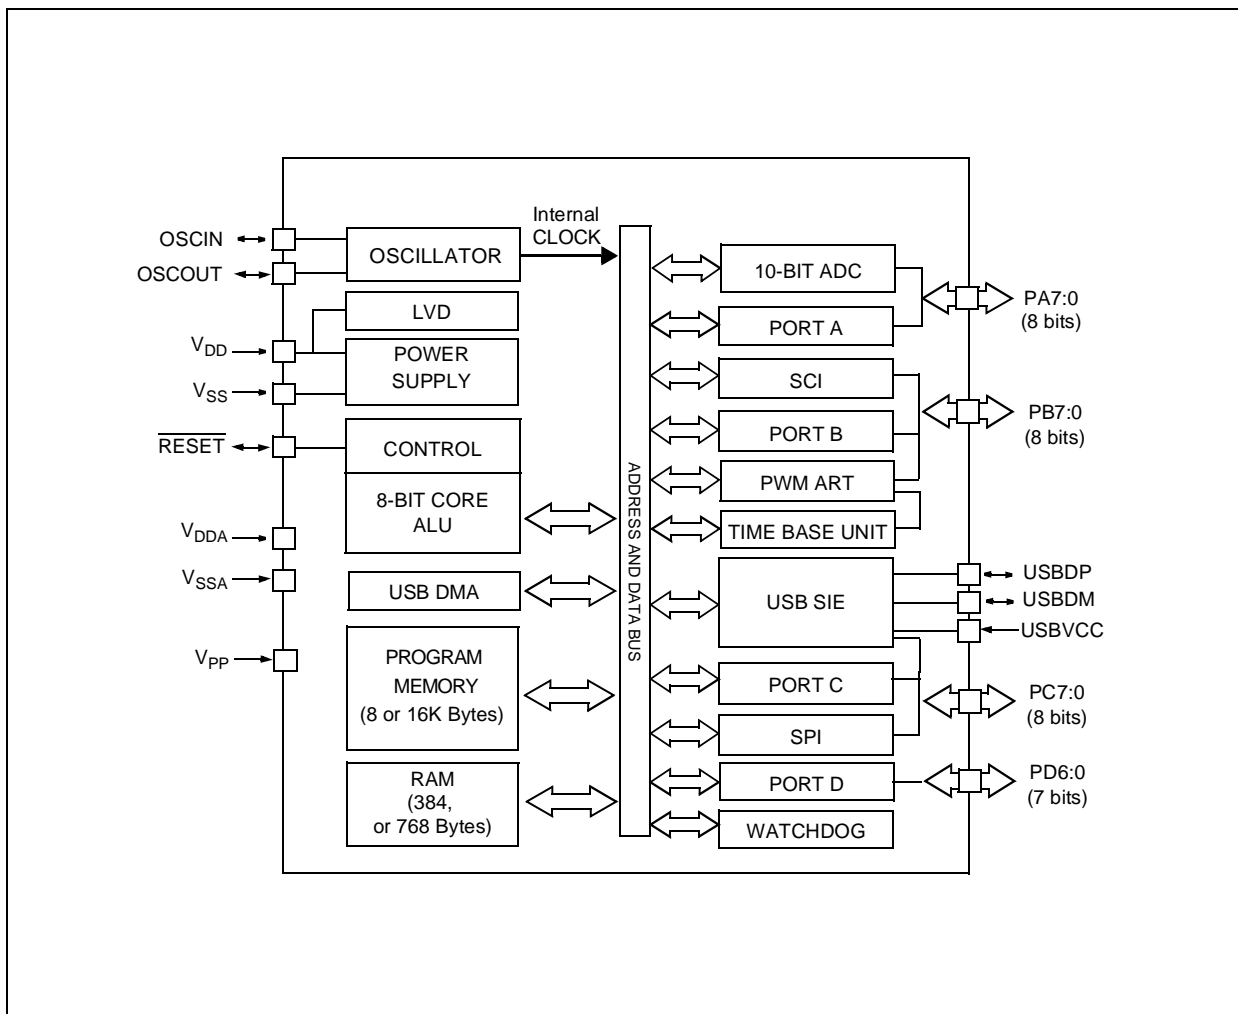 OSCIN
OSCOUT
VDD
VSS
RESET
VDDA
VSSA
VPP
OSCILLATOR
Internal
CLOCK
LVD
POWER
SUPPLY
CONTROL
8-BIT CORE
ALU
USB DMA
PROGRAM
MEMORY
(8 or 16K Bytes)
RAM
(384,
or 768 Bytes)
ADDRESS AND DATA BUS
10-BIT ADC
PORT A
SCI
PORT B
PWM ART
TIME BASE UNIT
USB SIE
PORT C
SPI
PORT D
WATCHDOG
PA7:0
(8 bits)
PB7:0
(8 bits)
USBDP
USBDM
USBVCC
PC7:0
(8 bits)
PD6:0
(7 bits)